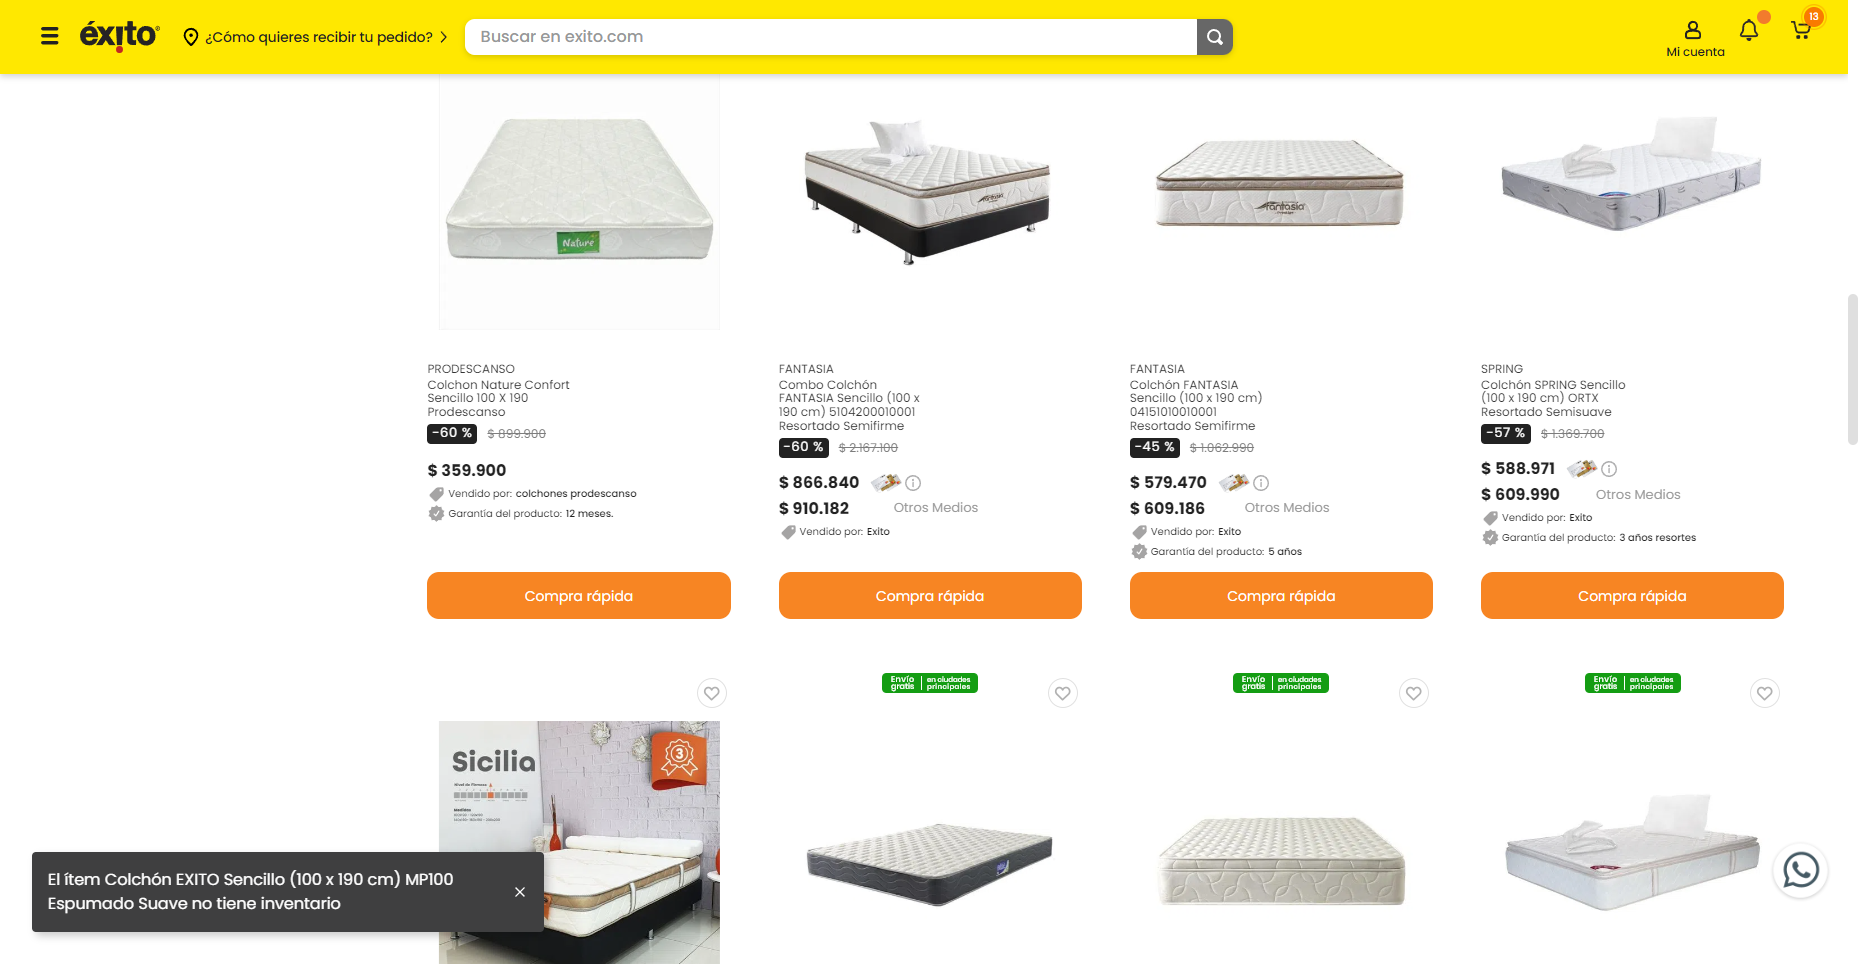 éxito
¿Cómo quieres recibir tu pedido?
Buscar en exito.com
Mi cuenta
13
Nature
fantasia
fantasia
PRODESCANSO
Colchon Nature Confort
Sencillo 100 X 190
Prodescanso
-60 % $ 899.900
$ 359.900
Vendido por: colchones prodescanso
Garantía del producto: 12 meses.
Compra rápida
FANTASIA
Combo Colchón
FANTASIA Sencillo (100 x
190 cm) 5104200010001
Resortado Semifirme
-60 % $ 2.167.100
$ 866.840
$ 910.182 Otros Medios
Vendido por: Exito
Compra rápida
FANTASIA
Colchón FANTASIA
Sencillo (100 x 190 cm)
04151010010001
Resortado Semifirme
-45 % $ 1.062.990
$ 579.470
$ 609.186 Otros Medios
Vendido por: Exito
Garantía del producto: 5 años
Compra rápida
SPRING
Colchón SPRING Sencillo
(100 x 190 cm) ORTX
Resortado Semisuave
-57 % $ 1.369.700
$ 588.971
$ 609.990 Otros Medios
Vendido por: Exito
Garantía del producto: 3 años resortes
Compra rápida
Envío gratis en ciudades principales
Envío gratis en ciudades principales
Envío gratis en ciudades principales
Sicilia
3
Nivel de Firmeza
Medidas
El ítem Colchón EXITO Sencillo (100 x 190 cm) MP100
Espumado Suave no tiene inventario